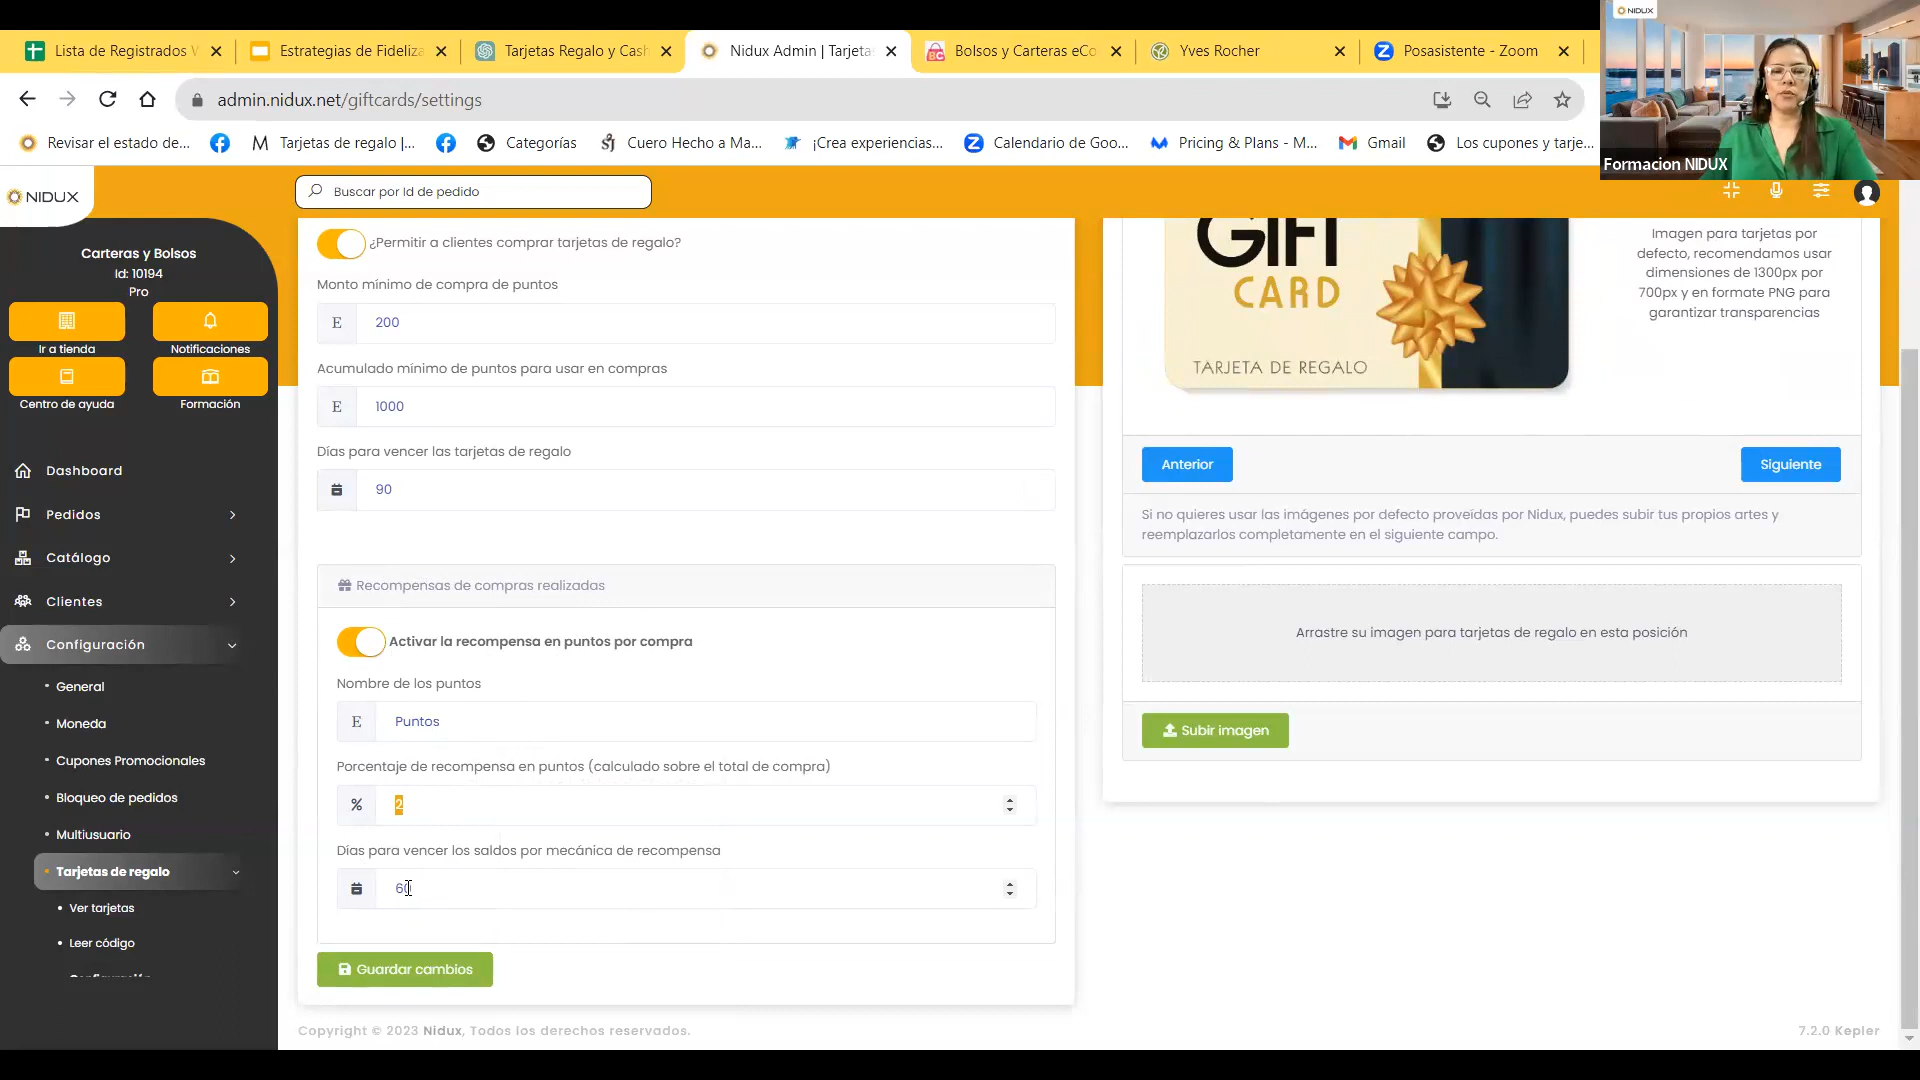 Lista de Registrados V
Estrategias de Fideliza
Tarjetas Regalo y Cash
Nidux Admin | Tarjeta
Bolsos y Carteras eCo
Yves Rocher
Posasistente - Zoom
NIDUX
admin.nidux.net/giftcards/settings
Revisar el estado de...
Tarjetas de regalo |...
Categorías
Cuero Hecho a Ma...
¡Crea experiencias...
Calendario de Goo...
Pricing & Plans - M...
Gmail
Los cupones y tarje...
Formacion NIDUX
NIDUX
Buscar por Id de pedido
Carteras y Bolsos
Id: 10194
Pro
Ir a tienda
Notificaciones
Centro de ayuda
Formación
Dashboard
Pedidos
Catálogo
Clientes
Configuración
General
Moneda
Cupones Promocionales
Bloqueo de pedidos
Multiusuario
Tarjetas de regalo
Ver tarjetas
Leer código
¿Permitir a clientes comprar tarjetas de regalo?
Monto mínimo de compra de puntos
E 200
Acumulado mínimo de puntos para usar en compras
E 1000
Días para vencer las tarjetas de regalo
90
Recompensas de compras realizadas
Activar la recompensa en puntos por compra
Nombre de los puntos
E Puntos
Porcentaje de recompensa en puntos (calculado sobre el total de compra)
% 2
Días para vencer los saldos por mecánica de recompensa
60
Guardar cambios
GIFT
CARD
TARJETA DE REGALO
Imagen para tarjetas por
defecto, recomendamos usar
dimensiones de 1300px por
700px y en formate PNG para
garantizar transparencias
Anterior
Siguiente
Si no quieres usar las imágenes por defecto proveídas por Nidux, puedes subir tus propios artes y
reemplazarlos completamente en el siguiente campo.
Arrastre su imagen para tarjetas de regalo en esta posición
Subir imagen
Copyright © 2023 Nidux, Todos los derechos reservados.
7.2.0 Kepler